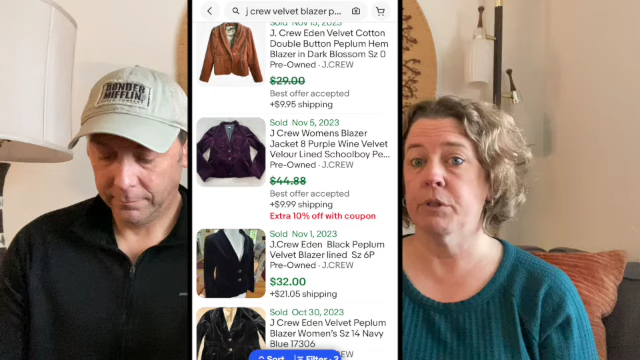 j crew velvet blazer p...
Sold Nov 15, 2023
J. Crew Eden Velvet Cotton
Double Button Peplum Hem
Blazer in Dark Blossom Sz 0
Pre-Owned · J.CREW
$29.00
Best offer accepted
+$9.95 shipping
Sold Nov 5, 2023
J Crew Womens Blazer
Jacket 8 Purple Wine Velvet
Velour Lined Schoolboy Pe...
Pre-Owned · J.CREW
$44.88
Best offer accepted
+$9.99 shipping
Extra 10% off with coupon
Sold Nov 1, 2023
J.Crew Eden Black Peplum
Velvet Blazer lined Sz 6P
Pre-Owned · J.CREW
$32.00
+$21.05 shipping
Sold Oct 30, 2023
J Crew Eden Velvet Peplum
Blazer Women's Sz 14 Navy
Blue 17306
Sort
Filter · 3
DUNDER
MIFFLIN